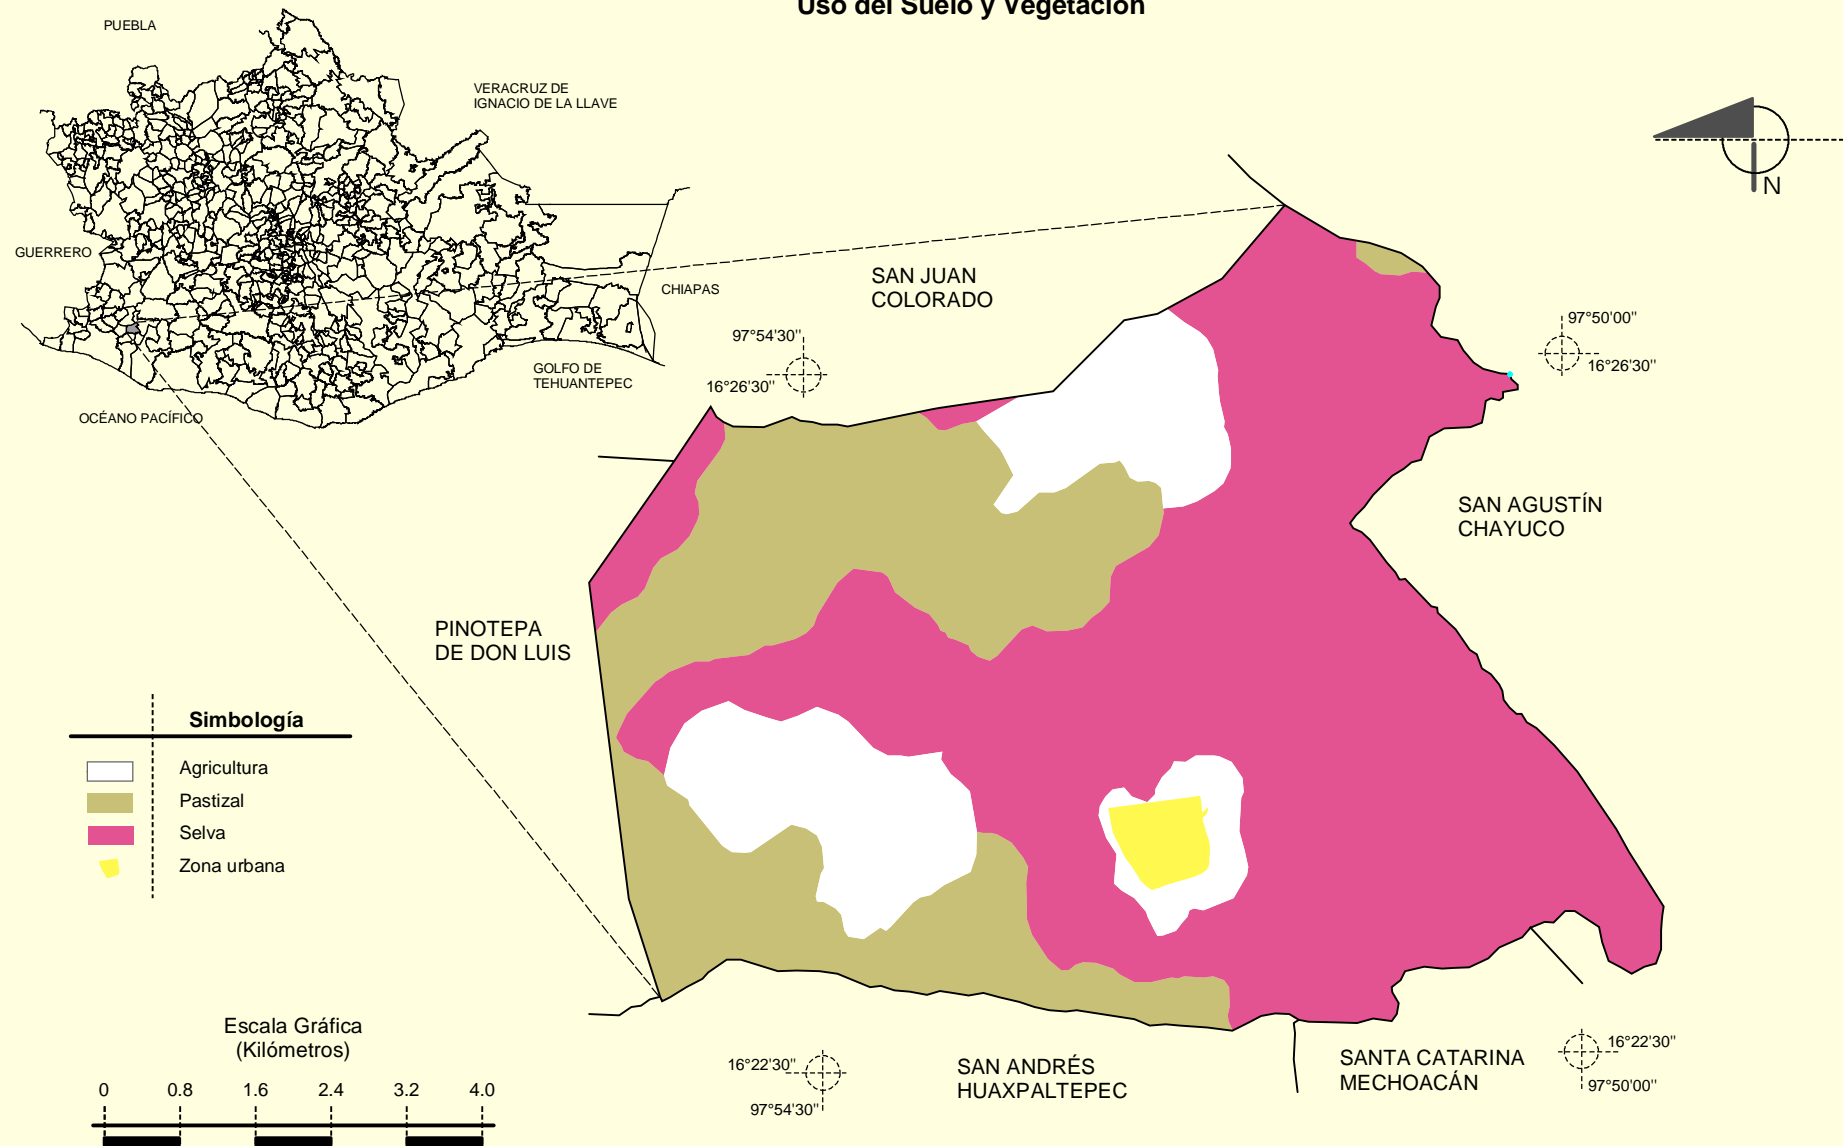 Uso del Suelo y Vegetación
PUEBLA
VERACRUZ DE
IGNACIO DE LA LLAVE
GUERRERO
CHIAPAS
GOLFO DE
TEHUANTEPEC
OCÉANO PACÍFICO
N
SAN JUAN
COLORADO
97°54'30"
16°26'30"
97°50'00"
16°26'30"
SAN AGUSTÍN
CHAYUCO
PINOTEPA
DE DON LUIS
Simbología
Agricultura
Pastizal
Selva
Zona urbana
Escala Gráfica
(Kilómetros)
0 0.8 1.6 2.4 3.2 4.0
16°22'30"
97°54'30"
SAN ANDRÉS
HUAXPALTEPEC
SANTA CATARINA
MECHOACÁN
16°22'30"
97°50'00"